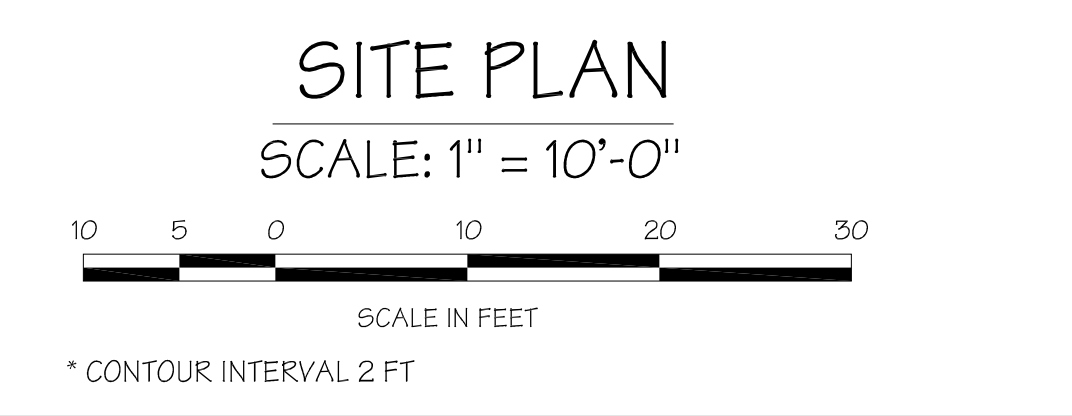 SITE PLAN
SCALE: 1" = 10'-0"
10 5 0 10 20 30
SCALE IN FEET
* CONTOUR INTERVAL 2 FT